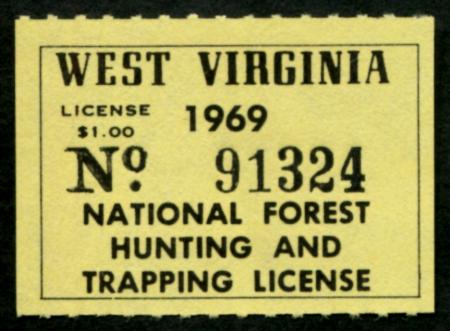 WEST VIRGINIA
LICENSE 1969
$1.00
Nº. 91324
NATIONAL FOREST
HUNTING AND
TRAPPING LICENSE